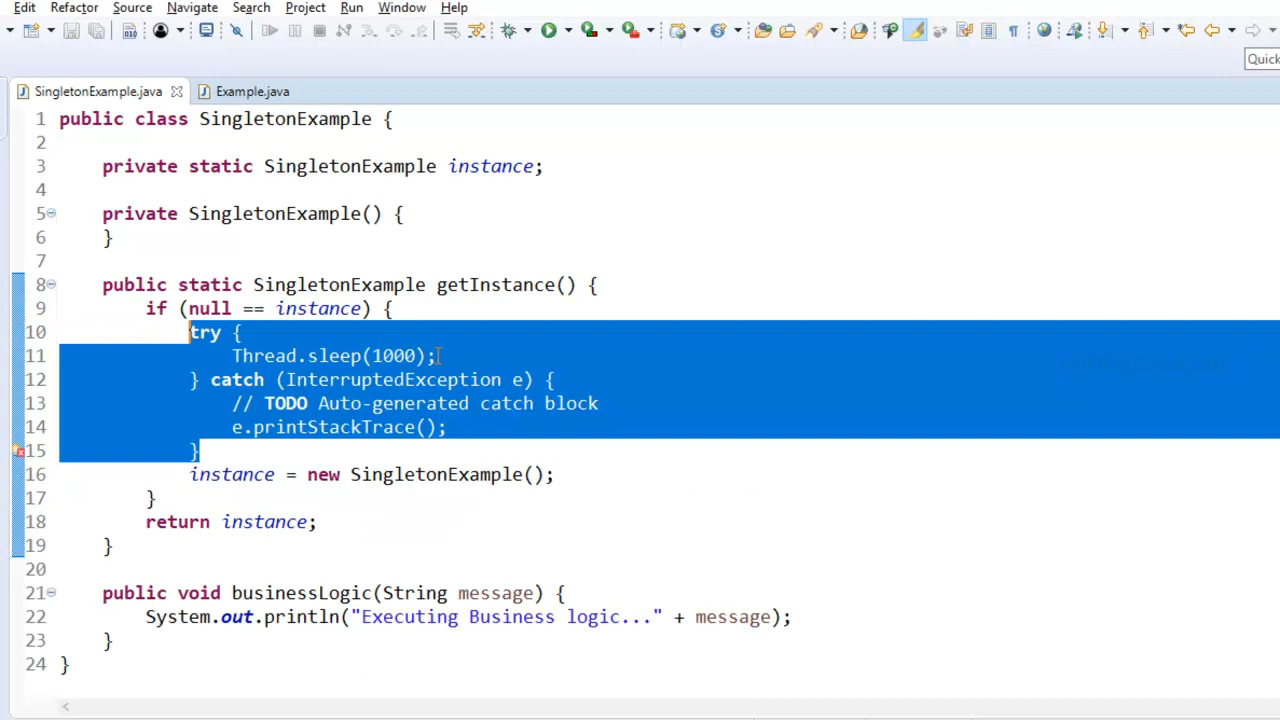 Edit Refactor Source Navigate Search Project Run Window Help
Quick
SingletonExample.java Example.java
1 public class SingletonExample {
2
3 private static SingletonExample instance;
4
5 private SingletonExample() {
6 }
7
8 public static SingletonExample getInstance() {
9 if (null == instance) {
10 try {
11 Thread.sleep(1000);
12 } catch (InterruptedException e) {
13 // TODO Auto-generated catch block
14 e.printStackTrace();
15 }
16 instance = new SingletonExample();
17 }
18 return instance;
19 }
20
21 public void businessLogic(String message) {
22 System.out.println("Executing Business logic..." + message);
23 }
24 }